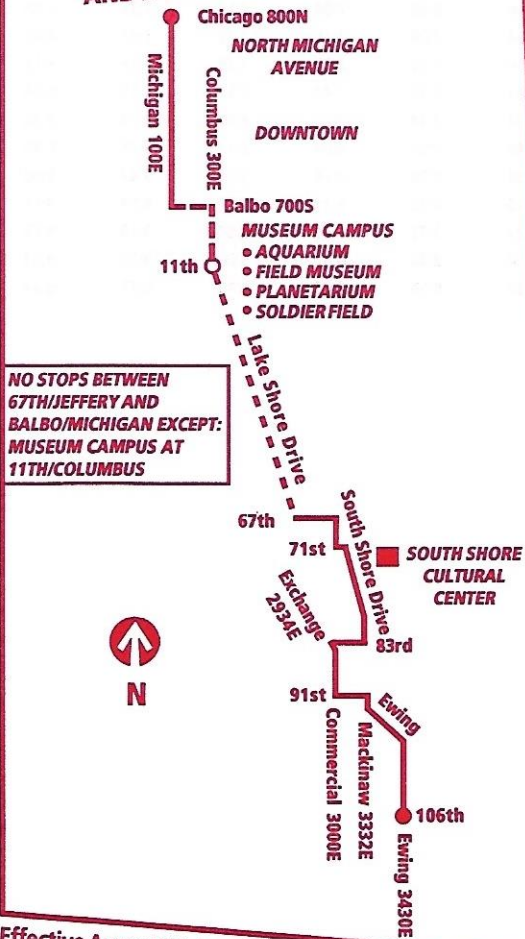 Chicago 800N
NORTH MICHIGAN
AVENUE
Michigan 100E
Columbus 300E
DOWNTOWN
Balbo 700S
MUSEUM CAMPUS
• AQUARIUM
• FIELD MUSEUM
• PLANETARIUM
• SOLDIER FIELD
11th
Lake Shore Drive
NO STOPS BETWEEN
67TH/JEFFERY AND
BALBO/MICHIGAN EXCEPT:
MUSEUM CAMPUS AT
11TH/COLUMBUS
67th
71st
South Shore Drive
SOUTH SHORE
CULTURAL
CENTER
Exchange
2934E
83rd
N
91st
Ewing
Commercial 3000E
Mackinaw 3332E
106th
Ewing 3430E
Effective